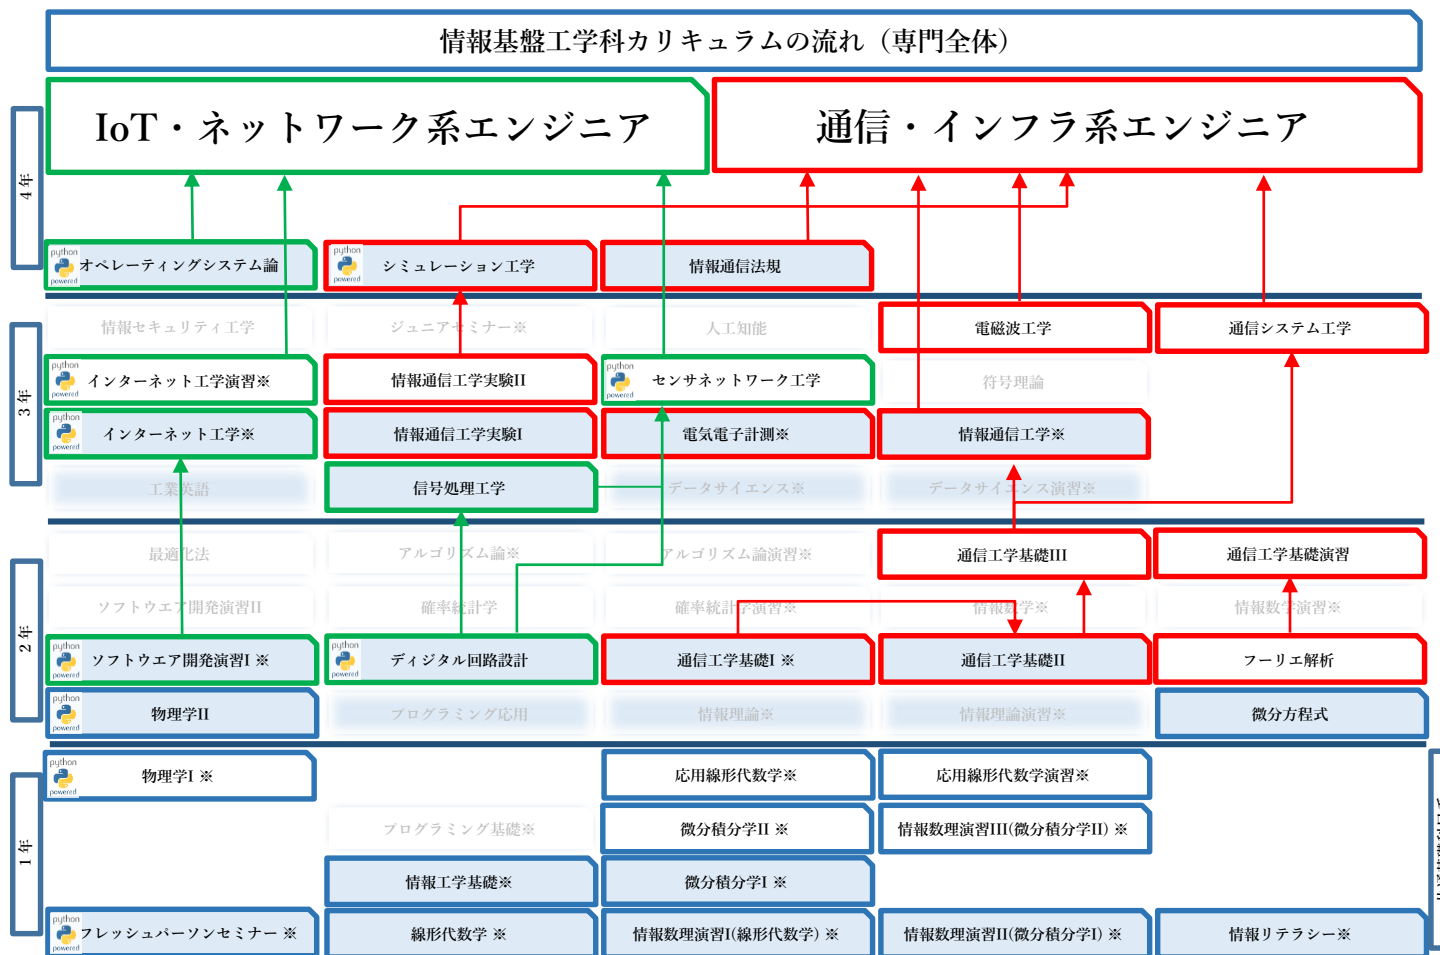 情報基盤工学科カリキュラムの流れ（専門全体）
IoT・ネットワーク系エンジニア
通信・インフラ系エンジニア
4年
python powered
オペレーティングシステム論
python powered
シミュレーション工学
情報通信法規
3年
情報セキュリティ工学
ジュニアセミナー※
人工知能
電磁波工学
通信システム工学
python powered
インターネット工学演習※
情報通信工学実験II
python powered
センサネットワーク工学
符号理論
python powered
インターネット工学※
情報通信工学実験I
電気電子計測※
情報通信工学※
工業英語
信号処理工学
データサイエンス※
データサイエンス演習※
2年
最適化法
アルゴリズム論※
アルゴリズム論演習※
通信工学基礎III
通信工学基礎演習
ソフトウエア開発演習II
確率統計学
確率統計学演習※
情報数学※
情報数学演習※
python powered
ソフトウエア開発演習I ※
python powered
ディジタル回路設計
通信工学基礎I ※
通信工学基礎II
フーリエ解析
python powered
物理学II
プログラミング応用
情報理論※
情報理論演習※
微分方程式
1年
python powered
物理学I ※
応用線形代数学※
応用線形代数学演習※
プログラミング基礎※
微分積分学II ※
情報数理演習III(微分積分学II) ※
情報工学基礎※
微分積分学I ※
python powered
フレッシュパーソンセミナー ※
線形代数学 ※
情報数理演習I(線形代数学) ※
情報数理演習II(微分積分学I) ※
情報リテラシー※